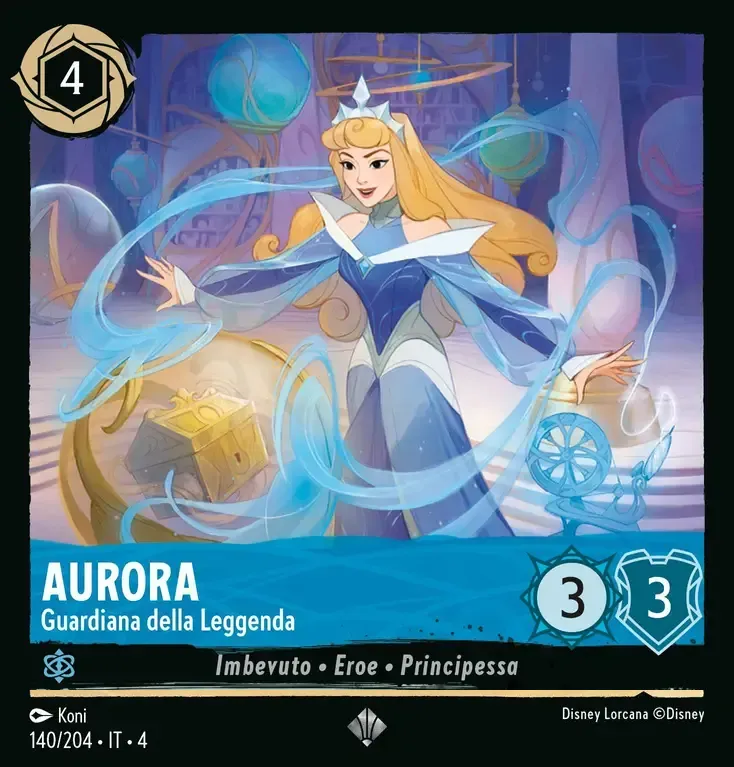 4
AURORA
Guardiana della Leggenda
3
3
Imbevuto • Eroe • Principessa
Koni
Disney Lorcana ©Disney
140/204 • IT • 4